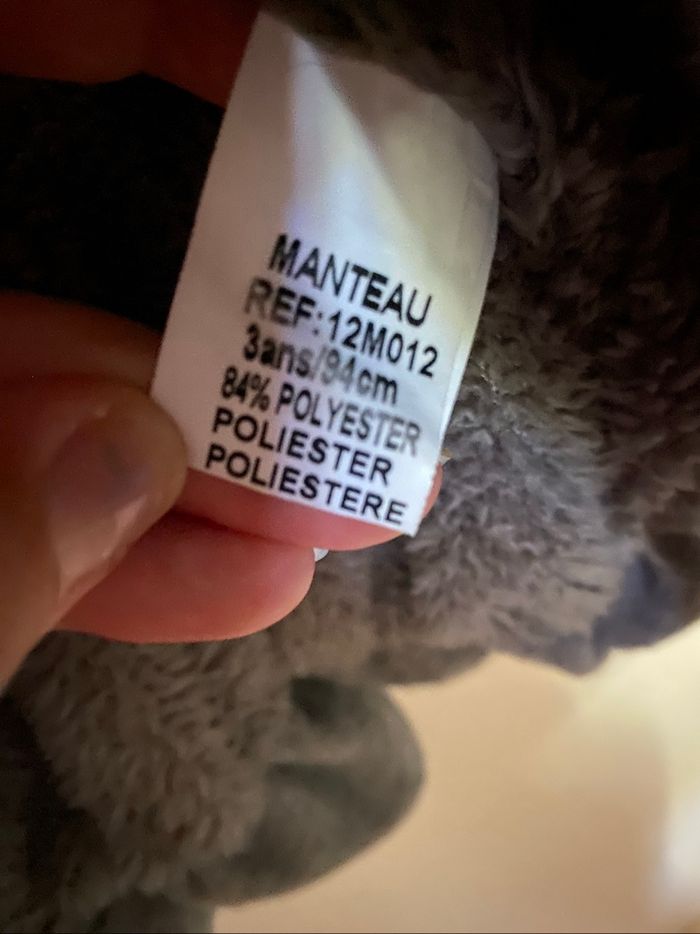 MANTEAU
REF:12M012
3ans/94cm
84% POLYESTER
POLIESTER
POLIESTERE